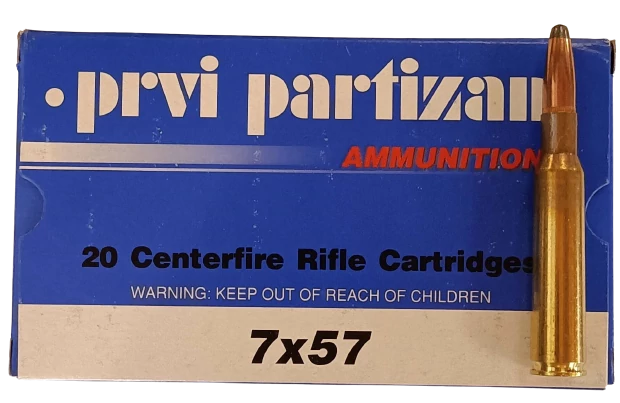 prvi partizan
AMMUNITION
20 Centerfire Rifle Cartridges
WARNING: KEEP OUT OF REACH OF CHILDREN
7x57